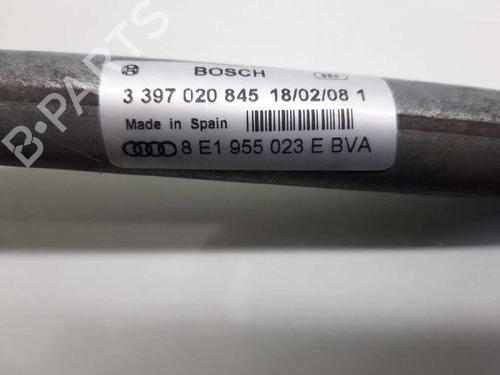 BOSCH
3 397 020 845 18/02/08 1
Made in Spain
8 E1 955 023 E BVA
B-PARTS